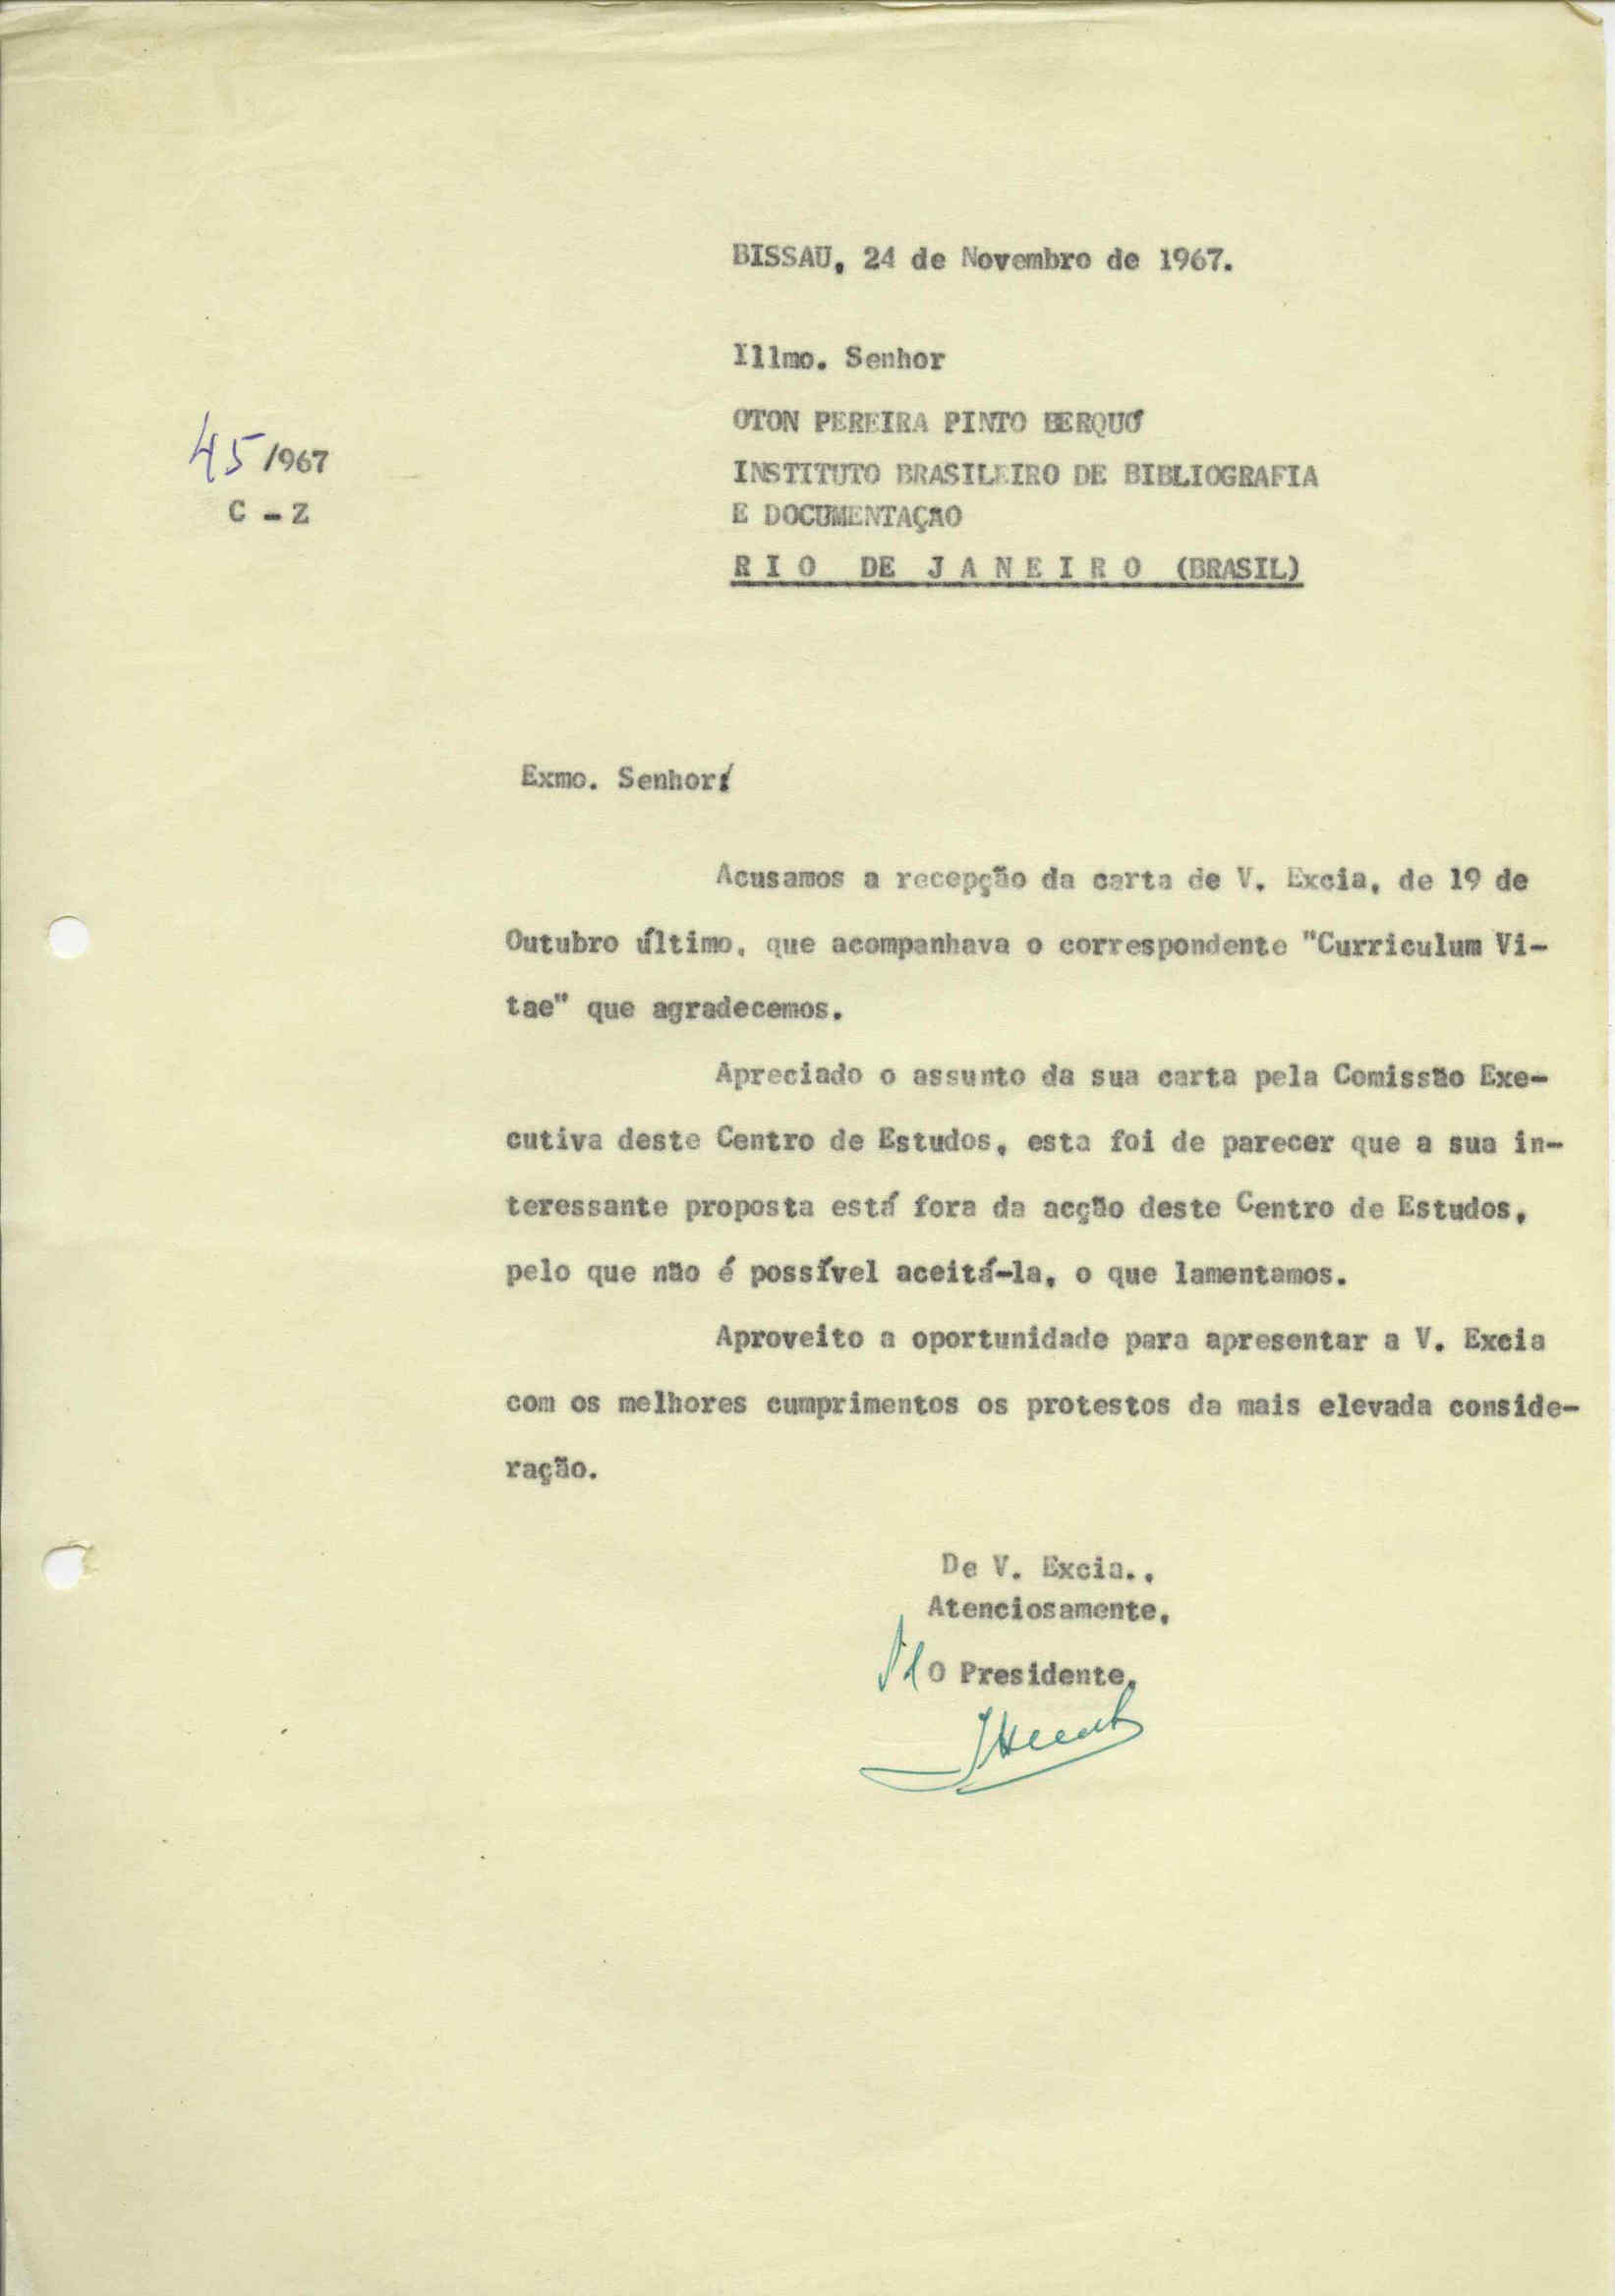 BISSAU, 24 de Novembro de 1967.
Illmo. Senhor
OTON PEREIRA PINTO BERQUÓ
45/967
INSTITUTO BRASILEIRO DE BIBLIOGRAFIA
C - Z
E DOCUMENTAÇÃO
R I O  DE  J A N E I R O  (BRASIL)
Exmo. Senhor:
Acusamos a recepção da carta de V. Excia, de 19 de
Outubro último, que acompanhava o correspondente "Curriculum Vi-
tae" que agradecemos.
Apreciado o assunto da sua carta pela Comissão Exe-
cutiva deste Centro de Estudos, esta foi de parecer que a sua in-
teressante proposta está fora da acção deste Centro de Estudos,
pelo que não é possível aceitá-la, o que lamentamos.
Aproveito a oportunidade para apresentar a V. Excia
com os melhores cumprimentos os protestos da mais elevada conside-
ração.
De V. Excia.,
Atenciosamente,
O Presidente,